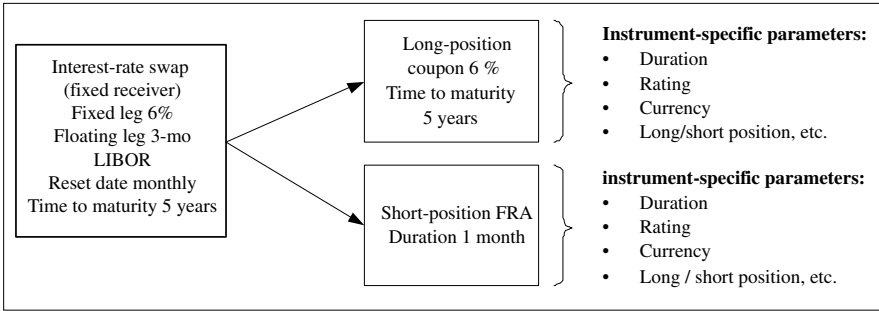 Interest-rate swap
(fixed receiver)
Fixed leg 6%
Floating leg 3-mo
LIBOR
Reset date monthly
Time to maturity 5 years
Long-position
coupon 6 %
Time to maturity
5 years
Instrument-specific parameters:
• Duration
• Rating
• Currency
• Long/short position, etc.
Short-position FRA
Duration 1 month
instrument-specific parameters:
• Duration
• Rating
• Currency
• Long / short position, etc.